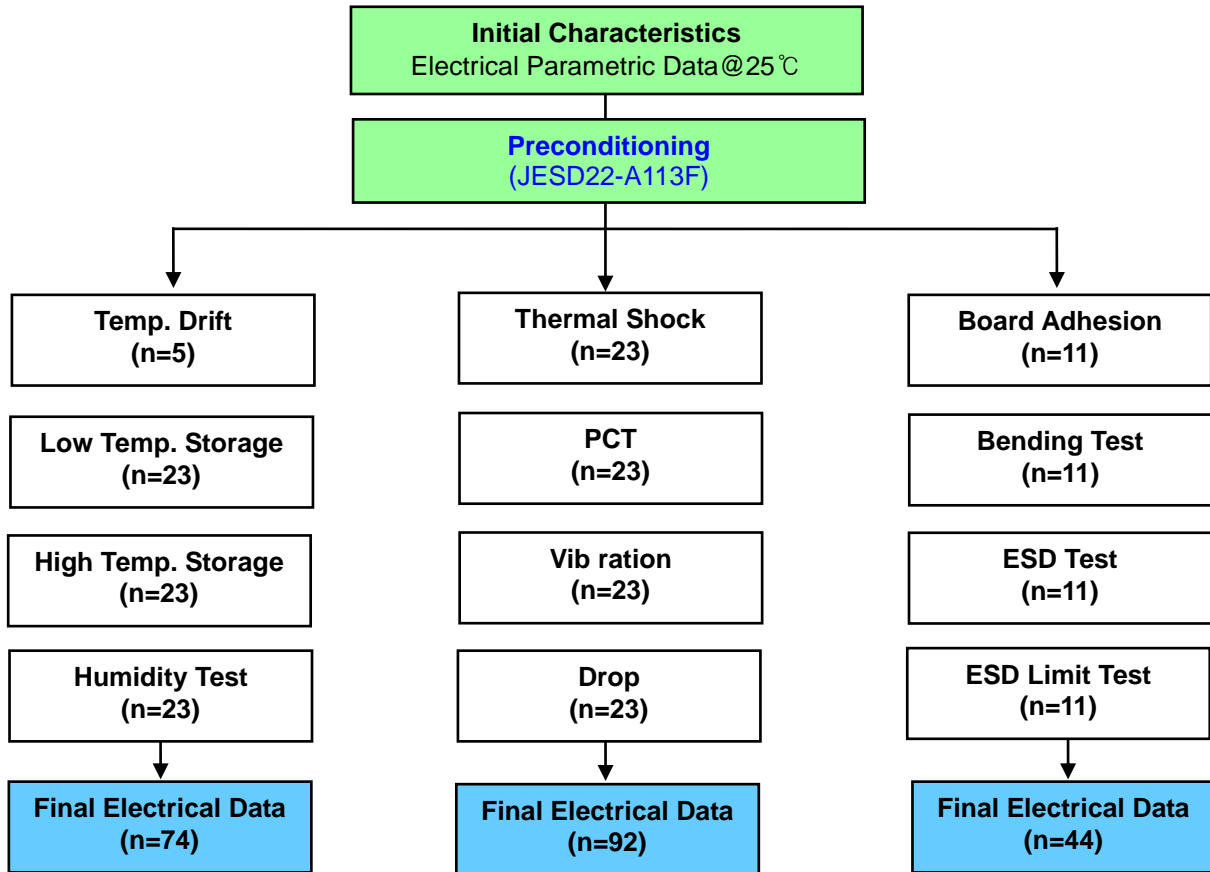 Initial Characteristics
Electrical Parametric Data@25℃
Preconditioning
(JESD22-A113F)
Temp. Drift
(n=5)
Thermal Shock
(n=23)
Board Adhesion
(n=11)
Low Temp. Storage
(n=23)
PCT
(n=23)
Bending Test
(n=11)
High Temp. Storage
(n=23)
Vib ration
(n=23)
ESD Test
(n=11)
Humidity Test
(n=23)
Drop
(n=23)
ESD Limit Test
(n=11)
Final Electrical Data
(n=74)
Final Electrical Data
(n=92)
Final Electrical Data
(n=44)